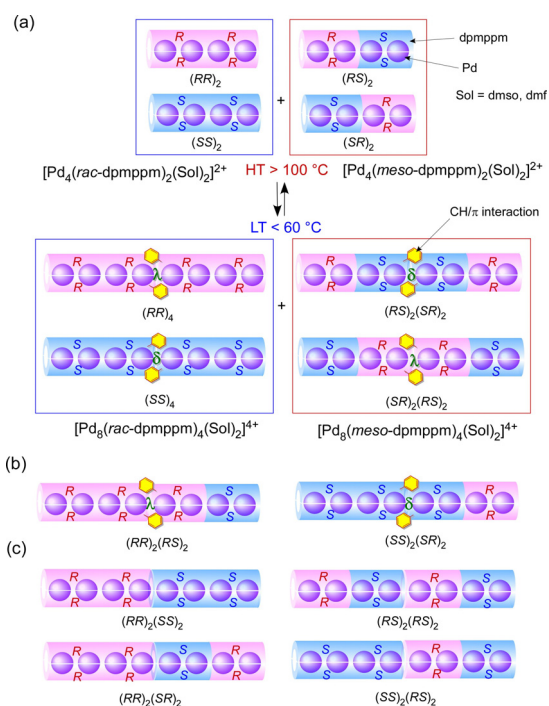 (a)
R R
R R
(RR)₂
S S
S S
(SS)₂
+
R S
R S
(RS)₂
S R
S R
(SR)₂
dpmppm
Pd
Sol = dmso, dmf
[Pd₄(rac-dpmppm)₂(Sol)₂]²⁺
HT > 100 °C
[Pd₄(meso-dpmppm)₂(Sol)₂]²⁺
LT < 60 °C
CH/π interaction
R R λ R R
R R R R
(RR)₄
S S δ S S
S S S S
(SS)₄
+
R S δ S R
R S S R
(RS)₂(SR)₂
S R λ R S
S R R S
(SR)₂(RS)₂
[Pd₈(rac-dpmppm)₄(Sol)₂]⁴⁺
[Pd₈(meso-dpmppm)₄(Sol)₂]⁴⁺
(b)
R R λ R S
R R R S
(RR)₂(RS)₂
S S δ S R
S S S R
(SS)₂(SR)₂
(c)
R R S S
R R S S
(RR)₂(SS)₂
R S R S
R S R S
(RS)₂(RS)₂
R R S R
R R S R
(RR)₂(SR)₂
S S R S
S S R S
(SS)₂(RS)₂